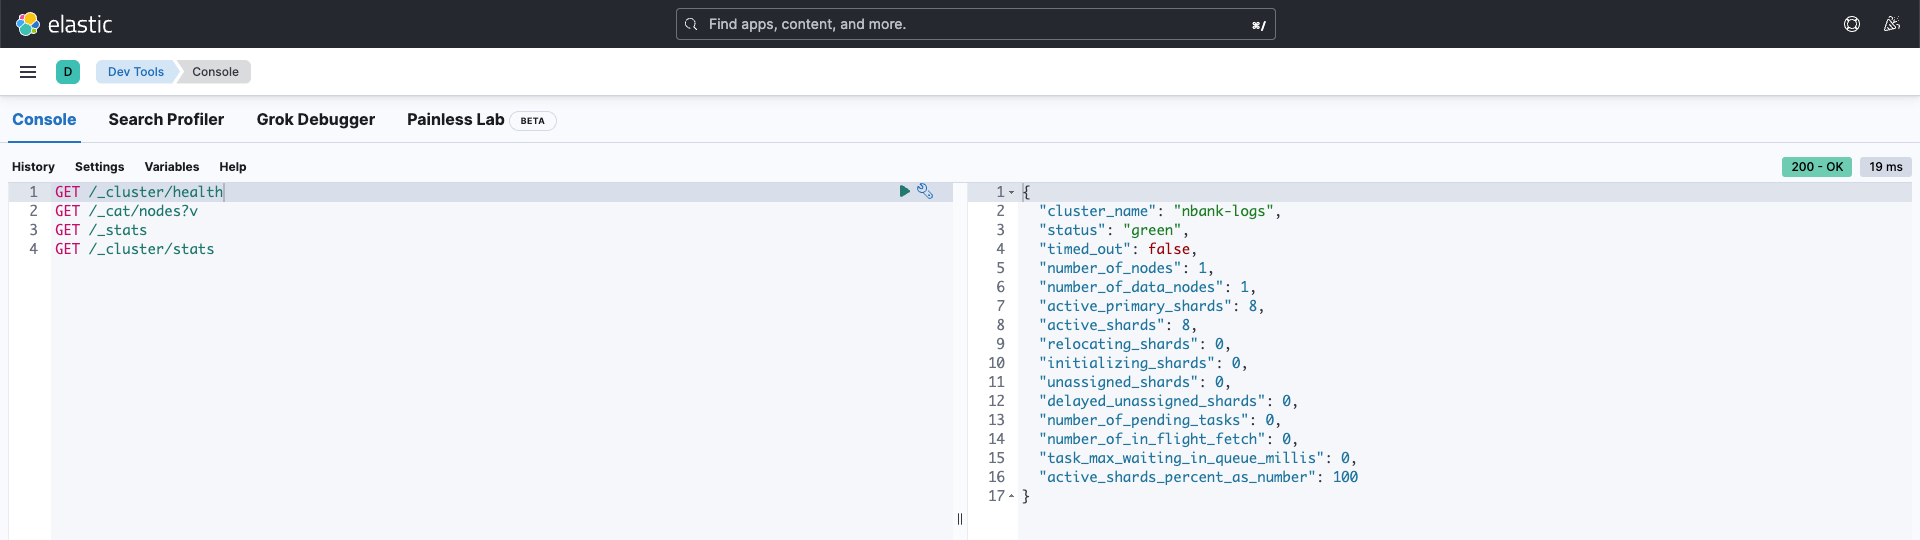 elastic
Find apps, content, and more.
⌘/
D
Dev Tools
Console
Console
Search Profiler
Grok Debugger
Painless Lab
BETA
History
Settings
Variables
Help
200 - OK
19 ms
1 GET /_cluster/health
2 GET /_cat/nodes?v
3 GET /_stats
4 GET /_cluster/stats
1 {
2 "cluster_name": "nbank-logs",
3 "status": "green",
4 "timed_out": false,
5 "number_of_nodes": 1,
6 "number_of_data_nodes": 1,
7 "active_primary_shards": 8,
8 "active_shards": 8,
9 "relocating_shards": 0,
10 "initializing_shards": 0,
11 "unassigned_shards": 0,
12 "delayed_unassigned_shards": 0,
13 "number_of_pending_tasks": 0,
14 "number_of_in_flight_fetch": 0,
15 "task_max_waiting_in_queue_millis": 0,
16 "active_shards_percent_as_number": 100
17 }